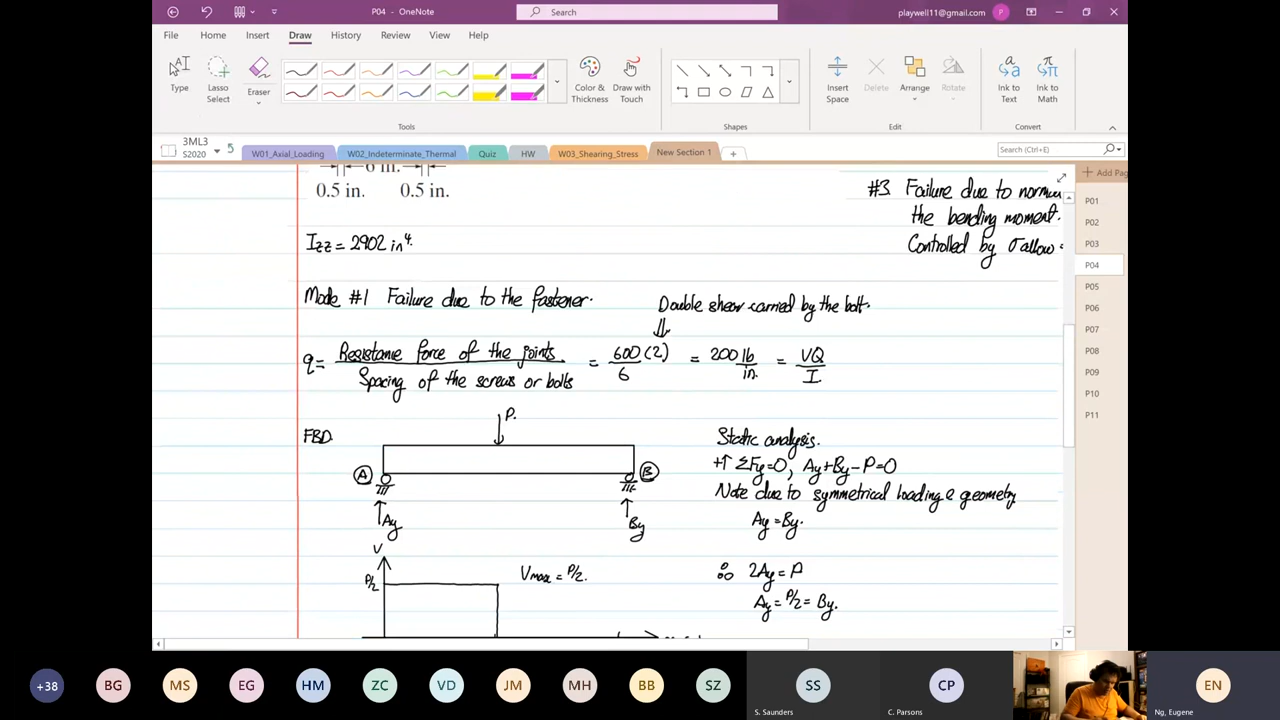 P04 - OneNote
Search
playwell11@gmail.com
P
File
Home
Insert
Draw
History
Review
View
Help
Type
Lasso Select
Eraser
Color & Thickness
Draw with Touch
Insert Space
Delete
Arrange
Rotate
Ink to Text
Ink to Math
Tools
Shapes
Edit
Convert
3ML3 S2020
5
W01_Axial_Loading
W02_Indeterminate_Thermal
Quiz
HW
W03_Shearing_Stress
New Section 1
Search (Ctrl+E)
Add Pag
P01
P02
P03
P04
P05
P06
P07
P08
P09
P10
P11
6 in.
0.5 in. 0.5 in.
#3 Failure due to norma
the bending moment.
Controlled by σallow =
Izz = 2902 in⁴.
Mode #1 Failure due to the fastener.
Double shear carried by the bolt.
q = Resistance force of the joints / Spacing of the screws or bolts = 600(2) / 6 = 200 lb/in. = VQ / I.
FBD
P.
A
B
Ay
By
Static analysis.
+↑ ΣFy=0, Ay+By-P=0
Note due to symmetrical loading & geometry
Ay = By.
∴ 2Ay = P
Ay = P/2 = By.
V
P/2
Vmax = P/2.
+38
BG
MS
EG
HM
ZC
VD
JM
MH
BB
SZ
SS
S. Saunders
CP
C. Parsons
EN
Ng, Eugene